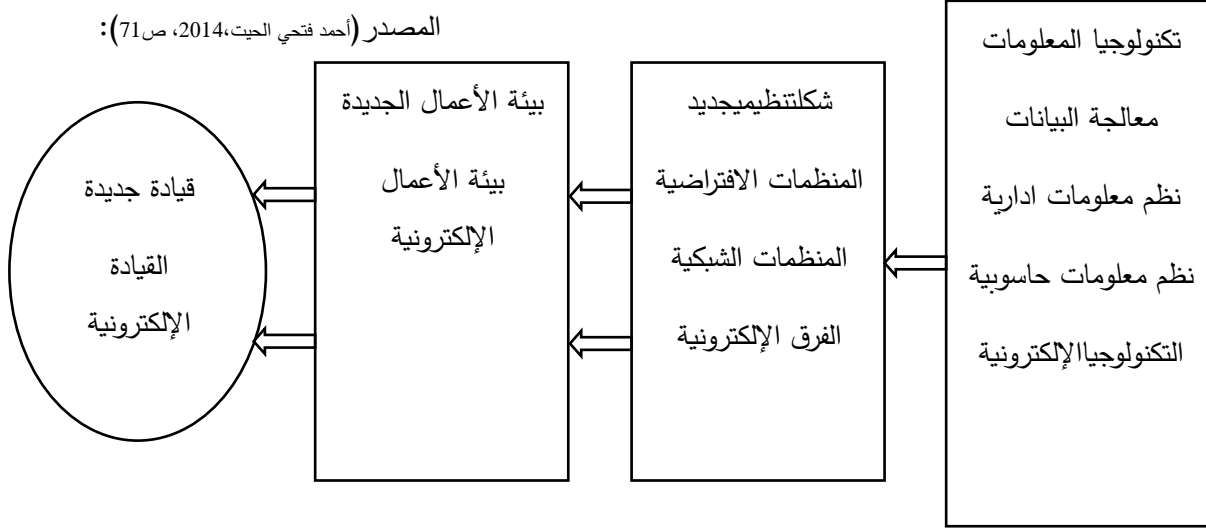 المصدر (أحمد فتحي الحيت،2014، ص71):
تكنولوجيا المعلومات
معالجة البيانات
نظم معلومات ادارية
نظم معلومات حاسوبية
التكنولوجياالإلكترونية
شكلتنظيميجديد
المنظمات الافتراضية
المنظمات الشبكية
الفرق الإلكترونية
بيئة الأعمال الجديدة
بيئة الأعمال
الإلكترونية
قيادة جديدة
القيادة
الإلكترونية